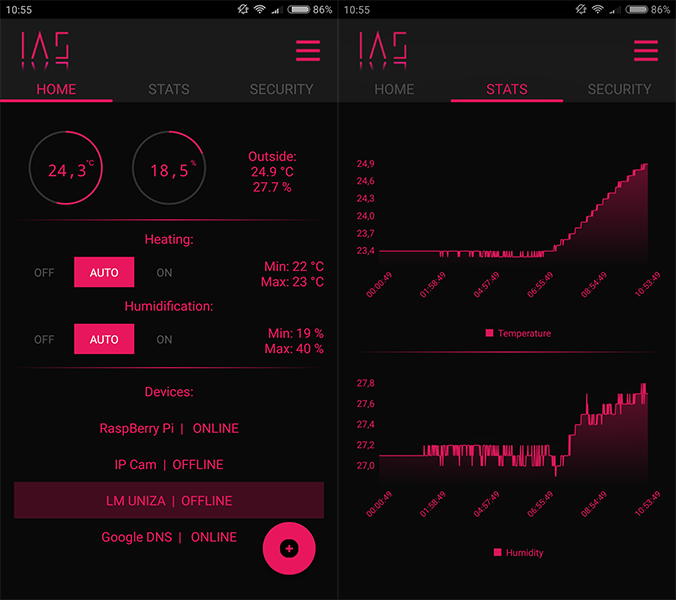 10:55
86%
IAS
HOME STATS SECURITY
24,3 °C
18,5 %
Outside:
24.9 °C
27.7 %
Heating:
OFF AUTO ON
Min: 22 °C
Max: 23 °C
Humidification:
OFF AUTO ON
Min: 19 %
Max: 40 %
Devices:
RaspBerry Pi | ONLINE
IP Cam | OFFLINE
LM UNIZA | OFFLINE
Google DNS | ONLINE
10:55
86%
IAS
HOME STATS SECURITY
24,9
24,6
24,3
24,0
23,7
23,4
00:00:49 01:58:49 04:57:49 06:55:49 08:54:49 10:53:49
Temperature
27,8
27,6
27,4
27,2
27,0
00:00:49 01:58:49 04:57:49 06:55:49 08:54:49 10:53:49
Humidity